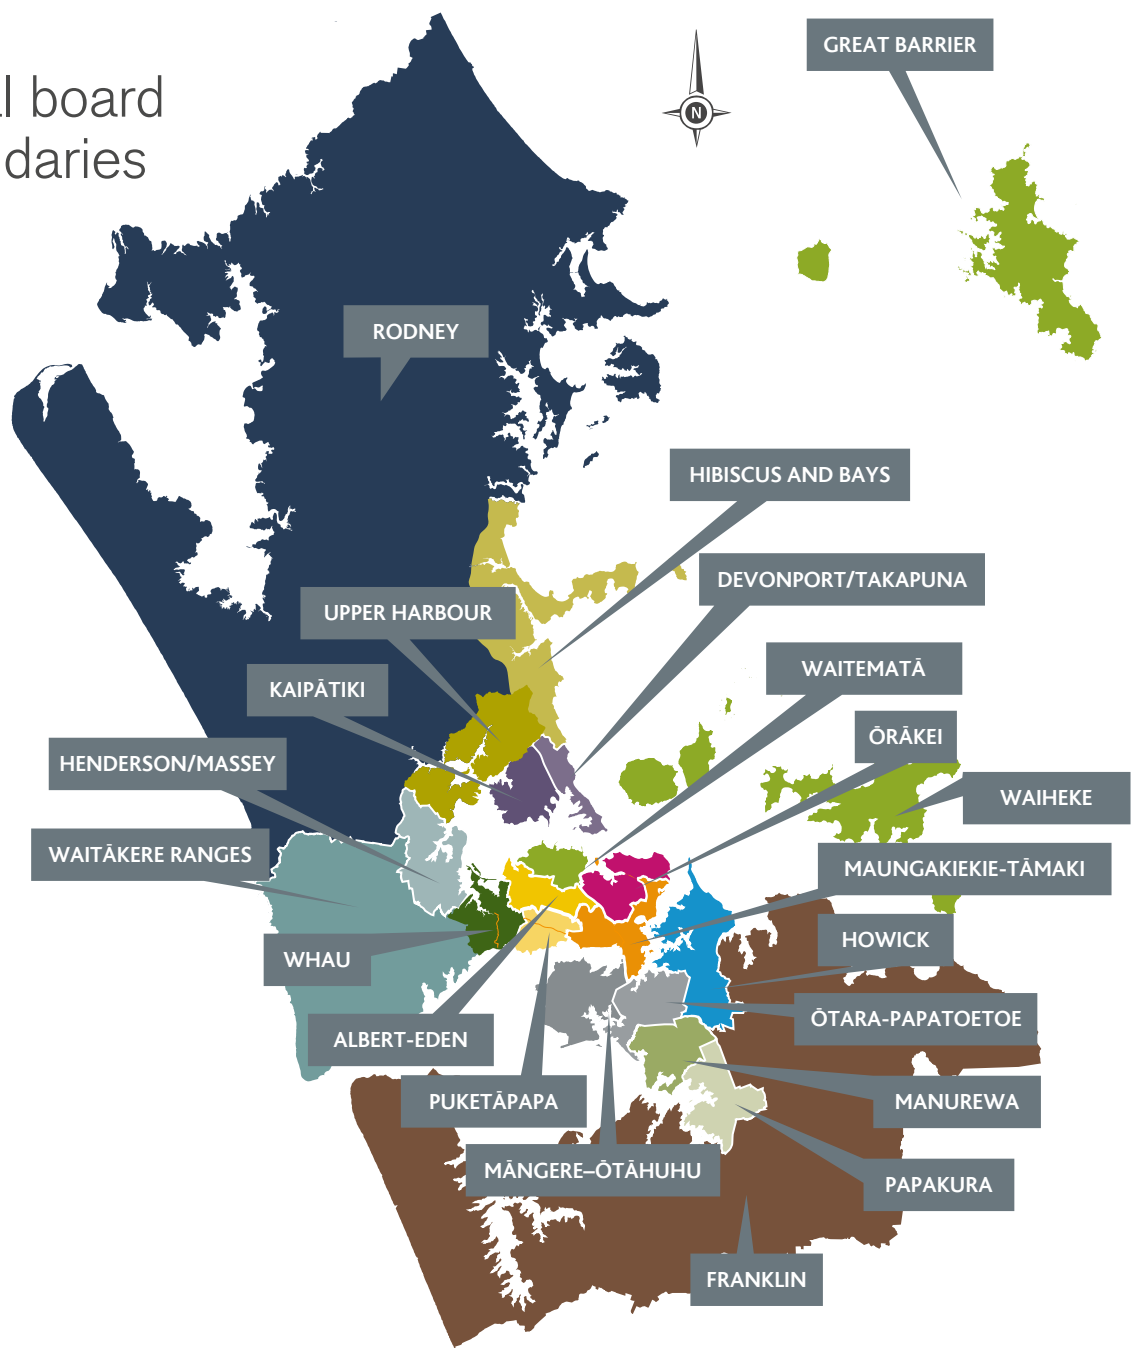 board
GREAT BARRIER
N
RODNEY
HIBISCUS AND BAYS
DEVONPORT/TAKAPUNA
UPPER HARBOUR
WAITEMATĀ
KAIPĀTIKI
ŌRĀKEI
HENDERSON/MASSEY
WAIHEKE
WAITĀKERE RANGES
MAUNGAKIEKIE-TĀMAKI
HOWICK
WHAU
ŌTARA-PAPATOETOE
ALBERT-EDEN
PUKETĀPAPA
MANUREWA
MĀNGERE–ŌTĀHUHU
PAPAKURA
FRANKLIN